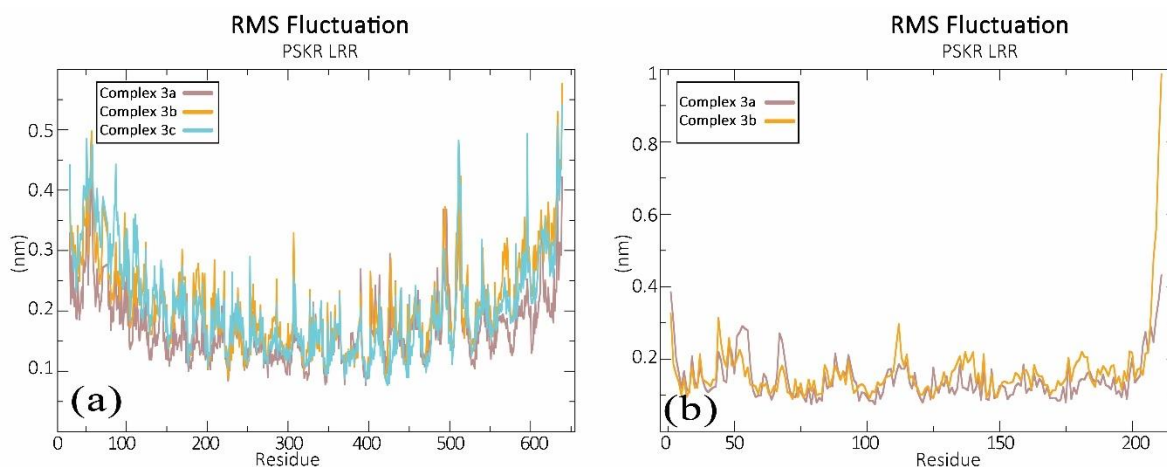 RMS Fluctuation
PSKR LRR
Complex 3a
Complex 3b
Complex 3c
0.5
0.4
0.3
0.2
0.1
(nm)
(a)
0 100 200 300 400 500 600
Residue
RMS Fluctuation
PSKR LRR
Complex 3a
Complex 3b
1
0.8
0.6
0.4
0.2
(nm)
(b)
0 50 100 150 200
Residue